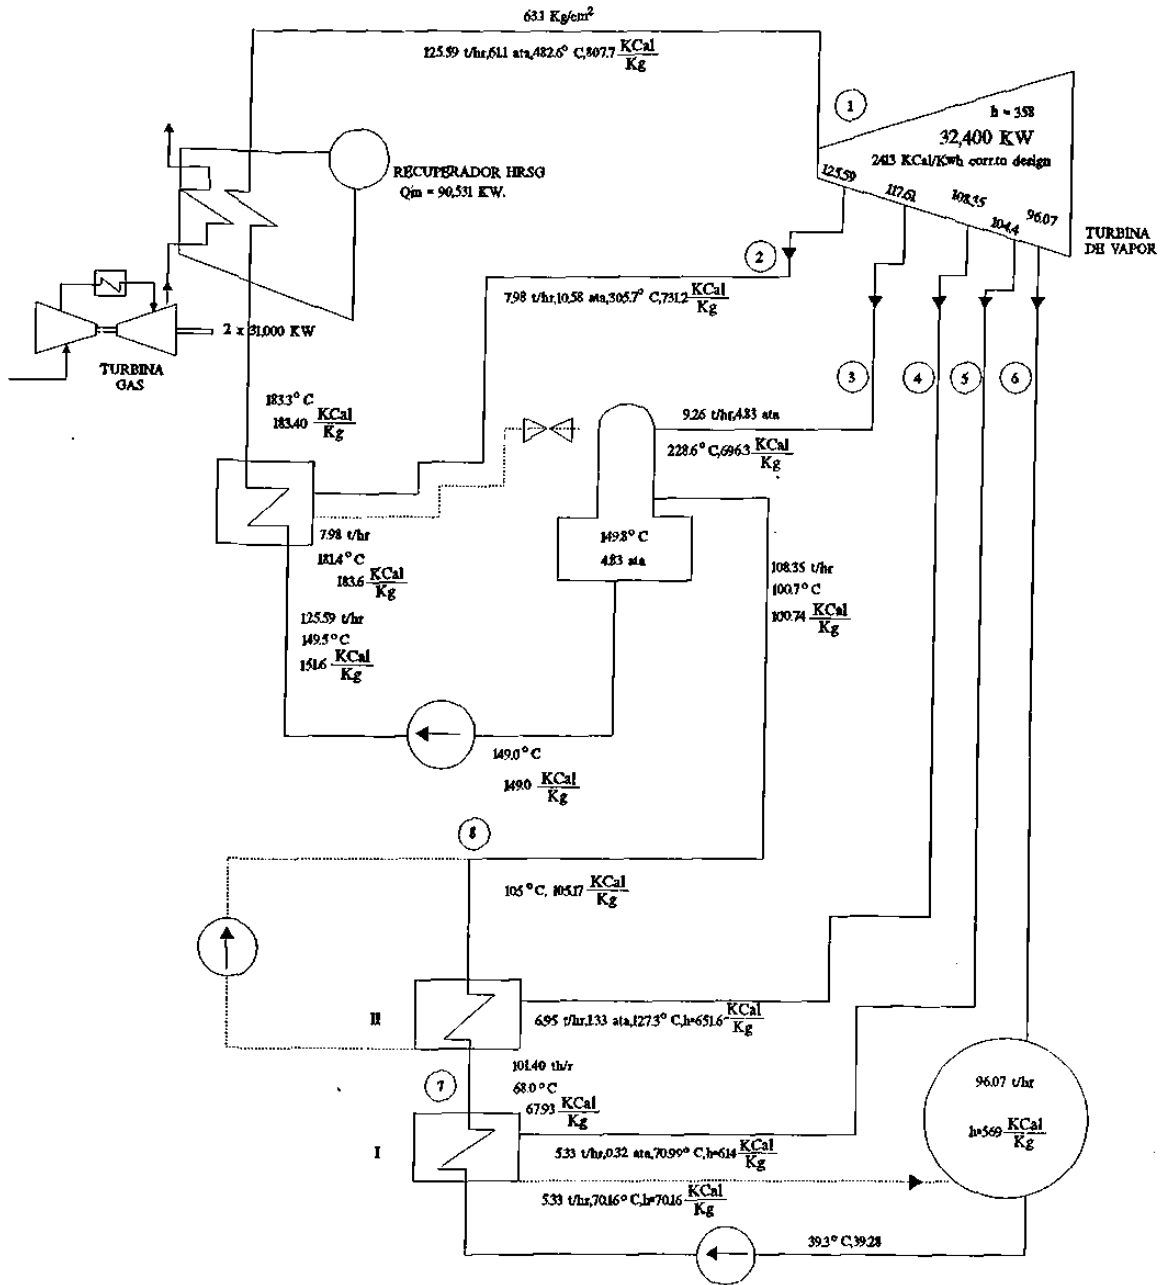 63.1 Kg/cm²
125.59 t/hr,61.1 ata,482.6° C,807.7 KCal/Kg
1
h = 358
32,400 KW
2413 KCal/Kwh corr.to design
125.59
117.61
108.35
104.4
96.07
TURBINA
DE VAPOR
RECUPERADOR HRSG
Qin = 90,531 KW.
2
7.98 t/hr,10.58 ata,305.7° C,731.2 KCal/Kg
2 x 31,000 KW
TURBINA
GAS
3
4
5
6
183.3° C
183.40 KCal/Kg
9.26 t/hr,4.83 ata
228.6° C,696.3 KCal/Kg
7.98 t/hr
181.4° C
183.6 KCal/Kg
149.8° C
4.83 ata
108.35 t/hr
100.7° C
100.74 KCal/Kg
125.59 t/hr
149.5° C
151.6 KCal/Kg
149.0° C
149.0 KCal/Kg
8
105 °C, 105.17 KCal/Kg
II
6.95 t/hr,1.33 ata,127.3° C,h=651.6 KCal/Kg
101.40 th/r
68.0 °C
67.93 KCal/Kg
7
96.07 t/hr
h=569 KCal/Kg
I
5.33 t/hr,0.32 ata,70.99° C,h=614 KCal/Kg
5.33 t/hr,70.16° C,h=70.16 KCal/Kg
39.3° C,39.28